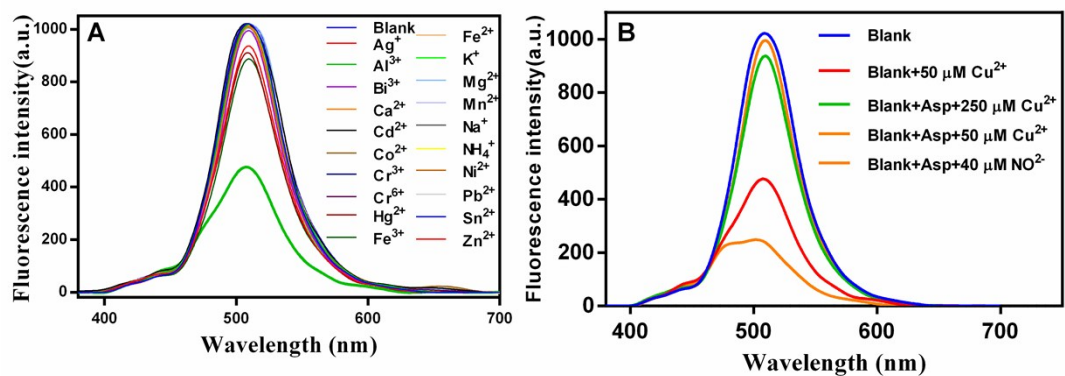 A
Fluorescence intensity(a.u.)
1000
800
600
400
200
0
400
500
600
700
Wavelength (nm)
Blank
Ag⁺
Al³⁺
Bi³⁺
Ca²⁺
Cd²⁺
Co²⁺
Cr³⁺
Cr⁶⁺
Hg²⁺
Fe³⁺
Fe²⁺
K⁺
Mg²⁺
Mn²⁺
Na⁺
NH₄⁺
Ni²⁺
Pb²⁺
Sn²⁺
Zn²⁺
B
Fluorescence intensity(a.u.)
1000
800
600
400
200
0
400
500
600
700
Wavelength (nm)
Blank
Blank+50 μM Cu²⁺
Blank+Asp+250 μM Cu²⁺
Blank+Asp+50 μM Cu²⁺
Blank+Asp+40 μM NO²⁻